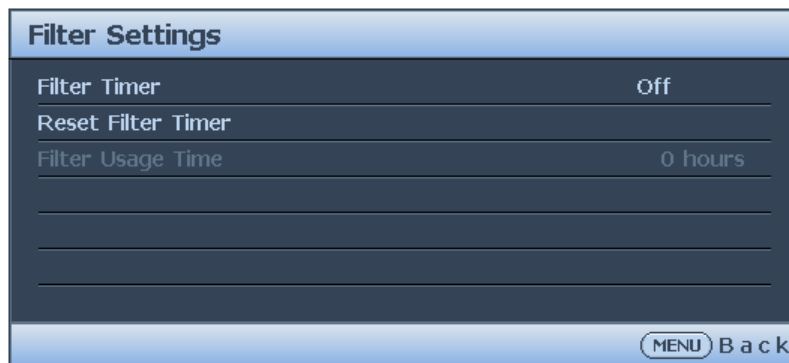 Filter Settings
Filter Timer Off
Reset Filter Timer
Filter Usage Time 0 hours
MENU Back